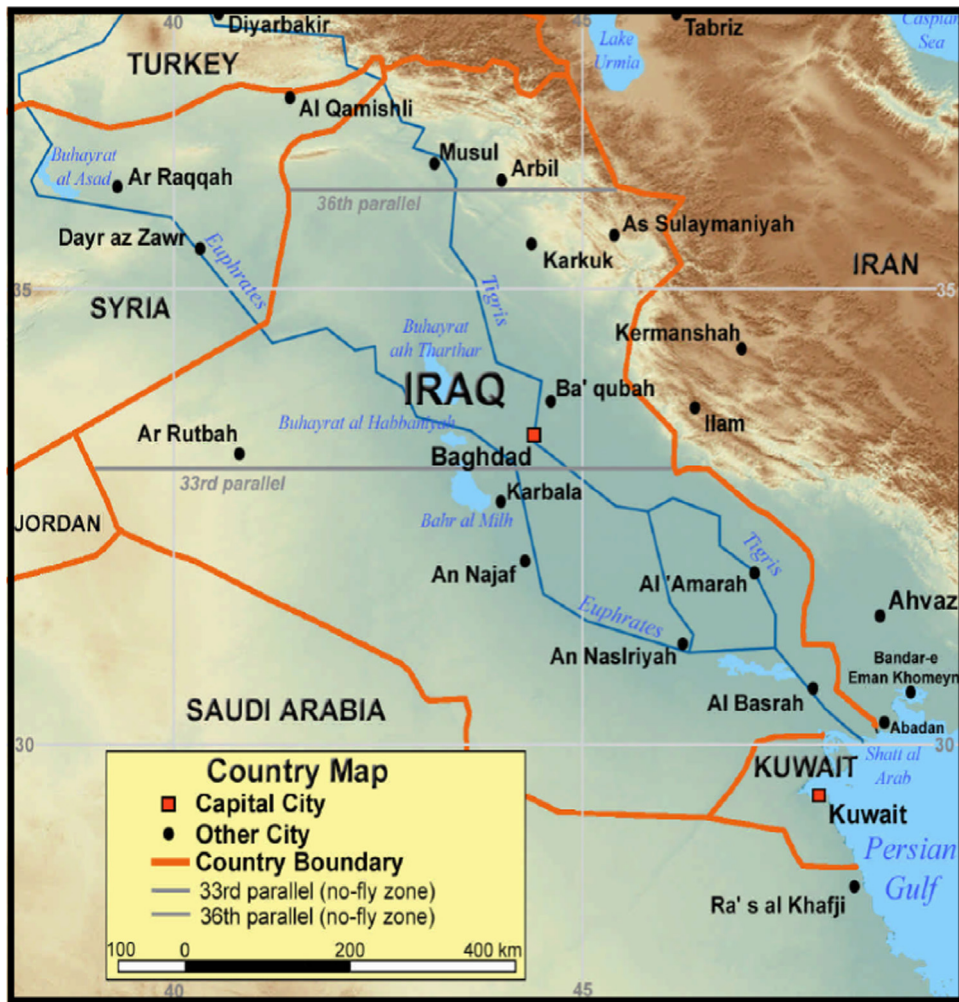 40
45
Diyarbakir
Tabriz
Caspian
Sea
Lake
Urmia
TURKEY
Al Qamishli
Musul
Arbil
Buhayrat
al Asad
Ar Raqqah
36th parallel
As Sulaymaniyah
Dayr az Zawr
Euphrates
Karkuk
IRAN
Tigris
35
35
SYRIA
Buhayrat
ath Tharthar
Kermanshah
IRAQ
Ba' qubah
Buhayrat al Habbaniyah
Ilam
Ar Rutbah
Baghdad
33rd parallel
Karbala
JORDAN
Bahr al Milh
Tigris
An Najaf
Al 'Amarah
Ahvaz
Euphrates
An NasIriyah
Bandar-e
Eman Khomeyn
Al Basrah
SAUDI ARABIA
Abadan
30
30
Shatt al
Arab
KUWAIT
Kuwait
Persian
Gulf
Ra' s al Khafji
Country Map
Capital City
Other City
Country Boundary
33rd parallel (no-fly zone)
36th parallel (no-fly zone)
100 0 200 400 km
40
45